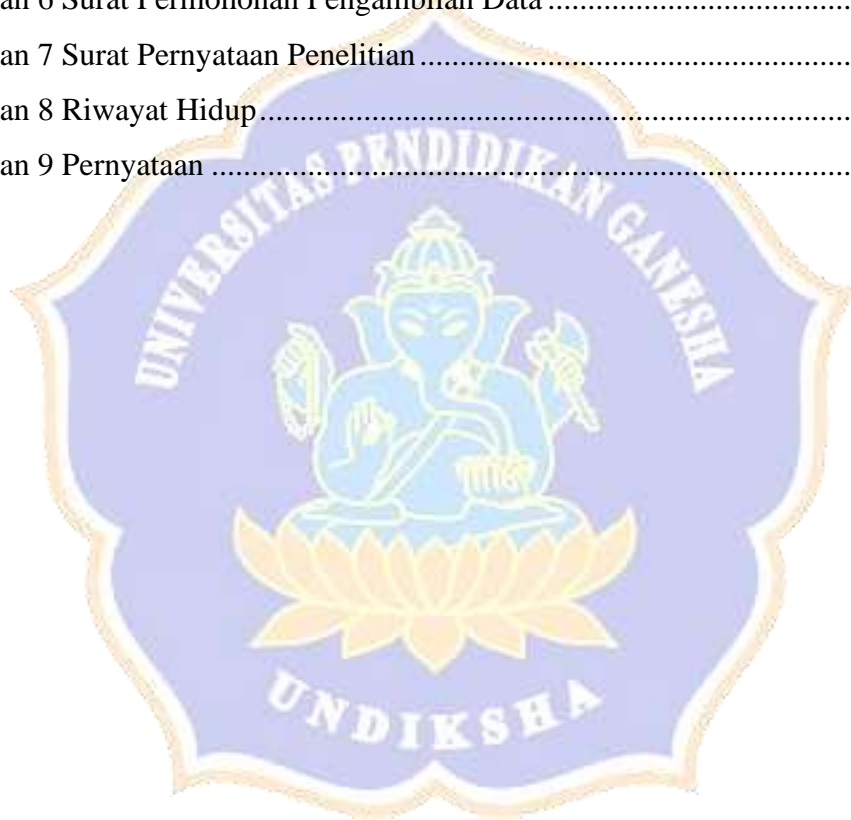 an 6 Surat Permohonan Pengambilan Data ....................................
an 7 Surat Pernyataan Penelitian ....................................................
an 8 Riwayat Hidup ........................................................................
an 9 Pernyataan ..............................................................................
UNIVERSITAS PENDIDIKAN GANESHA
UNDIKSHA